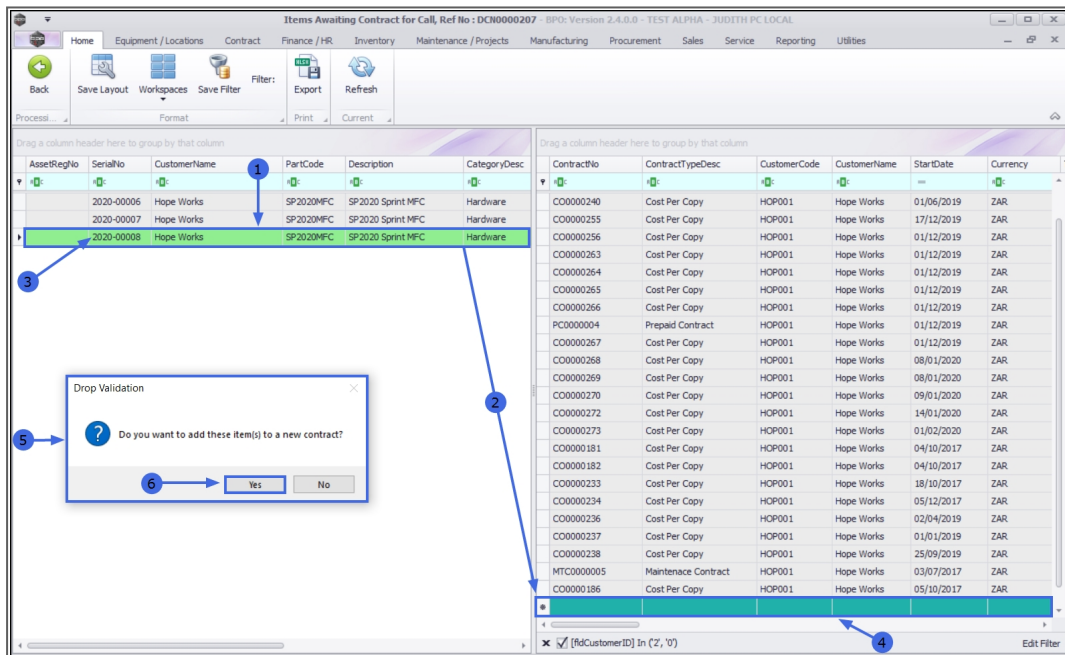 Items Awaiting Contract for Call, Ref No : DCN0000207 - BPO: Version 2.4.0.0 - TEST ALPHA - JUDITH PC LOCAL
Home Equipment / Locations Contract Finance / HR Inventory Maintenance / Projects Manufacturing Procurement Sales Service Reporting Utilities
Back Save Layout Workspaces Save Filter Filter: Export Refresh
Processi... Format Print Current
Drag a column header here to group by that column
AssetRegNo SerialNo CustomerName PartCode Description CategoryDesc
2020-00006 Hope Works SP2020MFC SP2020 Sprint MFC Hardware
2020-00007 Hope Works SP2020MFC SP2020 Sprint MFC Hardware
2020-00008 Hope Works SP2020MFC SP2020 Sprint MFC Hardware
1
3
2
Drop Validation
Do you want to add these item(s) to a new contract?
5
6
Yes No
Drag a column header here to group by that column
ContractNo ContractTypeDesc CustomerCode CustomerName StartDate Currency
CO0000240 Cost Per Copy HOP001 Hope Works 01/06/2019 ZAR
CO0000255 Cost Per Copy HOP001 Hope Works 17/12/2019 ZAR
CO0000256 Cost Per Copy HOP001 Hope Works 01/12/2019 ZAR
CO0000263 Cost Per Copy HOP001 Hope Works 01/12/2019 ZAR
CO0000264 Cost Per Copy HOP001 Hope Works 01/12/2019 ZAR
CO0000265 Cost Per Copy HOP001 Hope Works 01/12/2019 ZAR
CO0000266 Cost Per Copy HOP001 Hope Works 01/12/2019 ZAR
PC0000004 Prepaid Contract HOP001 Hope Works 01/12/2019 ZAR
CO0000267 Cost Per Copy HOP001 Hope Works 01/12/2019 ZAR
CO0000268 Cost Per Copy HOP001 Hope Works 08/01/2020 ZAR
CO0000269 Cost Per Copy HOP001 Hope Works 08/01/2020 ZAR
CO0000270 Cost Per Copy HOP001 Hope Works 09/01/2020 ZAR
CO0000272 Cost Per Copy HOP001 Hope Works 14/01/2020 ZAR
CO0000273 Cost Per Copy HOP001 Hope Works 01/02/2020 ZAR
CO0000181 Cost Per Copy HOP001 Hope Works 04/10/2017 ZAR
CO0000182 Cost Per Copy HOP001 Hope Works 04/10/2017 ZAR
CO0000233 Cost Per Copy HOP001 Hope Works 18/10/2017 ZAR
CO0000234 Cost Per Copy HOP001 Hope Works 05/12/2017 ZAR
CO0000236 Cost Per Copy HOP001 Hope Works 02/04/2019 ZAR
CO0000237 Cost Per Copy HOP001 Hope Works 01/01/2019 ZAR
CO0000238 Cost Per Copy HOP001 Hope Works 25/09/2019 ZAR
MTC0000005 Maintenace Contract HOP001 Hope Works 03/07/2017 ZAR
CO0000186 Cost Per Copy HOP001 Hope Works 05/10/2017 ZAR
4
[fldCustomerID] In ('2', '0') Edit Filter